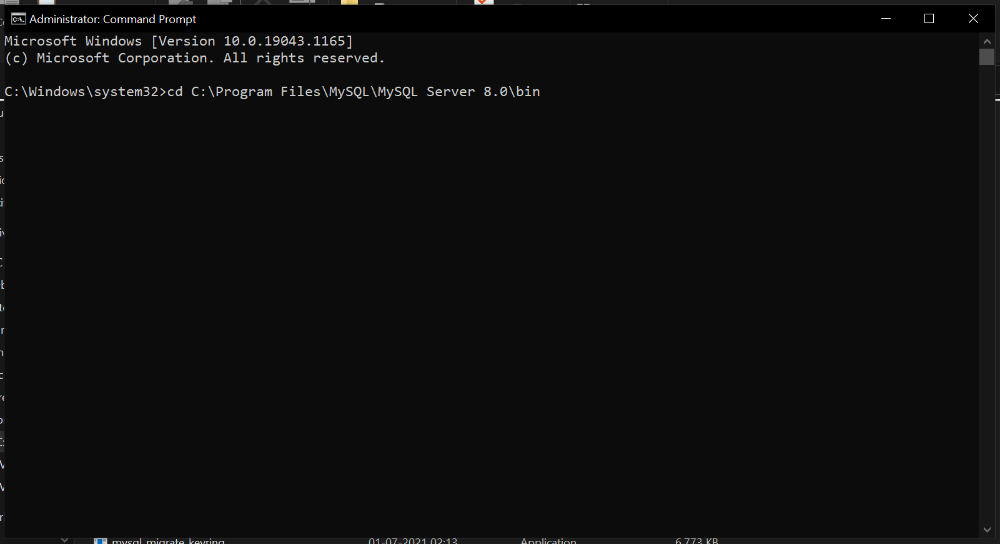 Administrator: Command Prompt
Microsoft Windows [Version 10.0.19043.1165]
(c) Microsoft Corporation. All rights reserved.
C:\Windows\system32>cd C:\Program Files\MySQL\MySQL Server 8.0\bin
mysql_migrate_keyring 01-07-2021 02:13 Application 6,773 KB